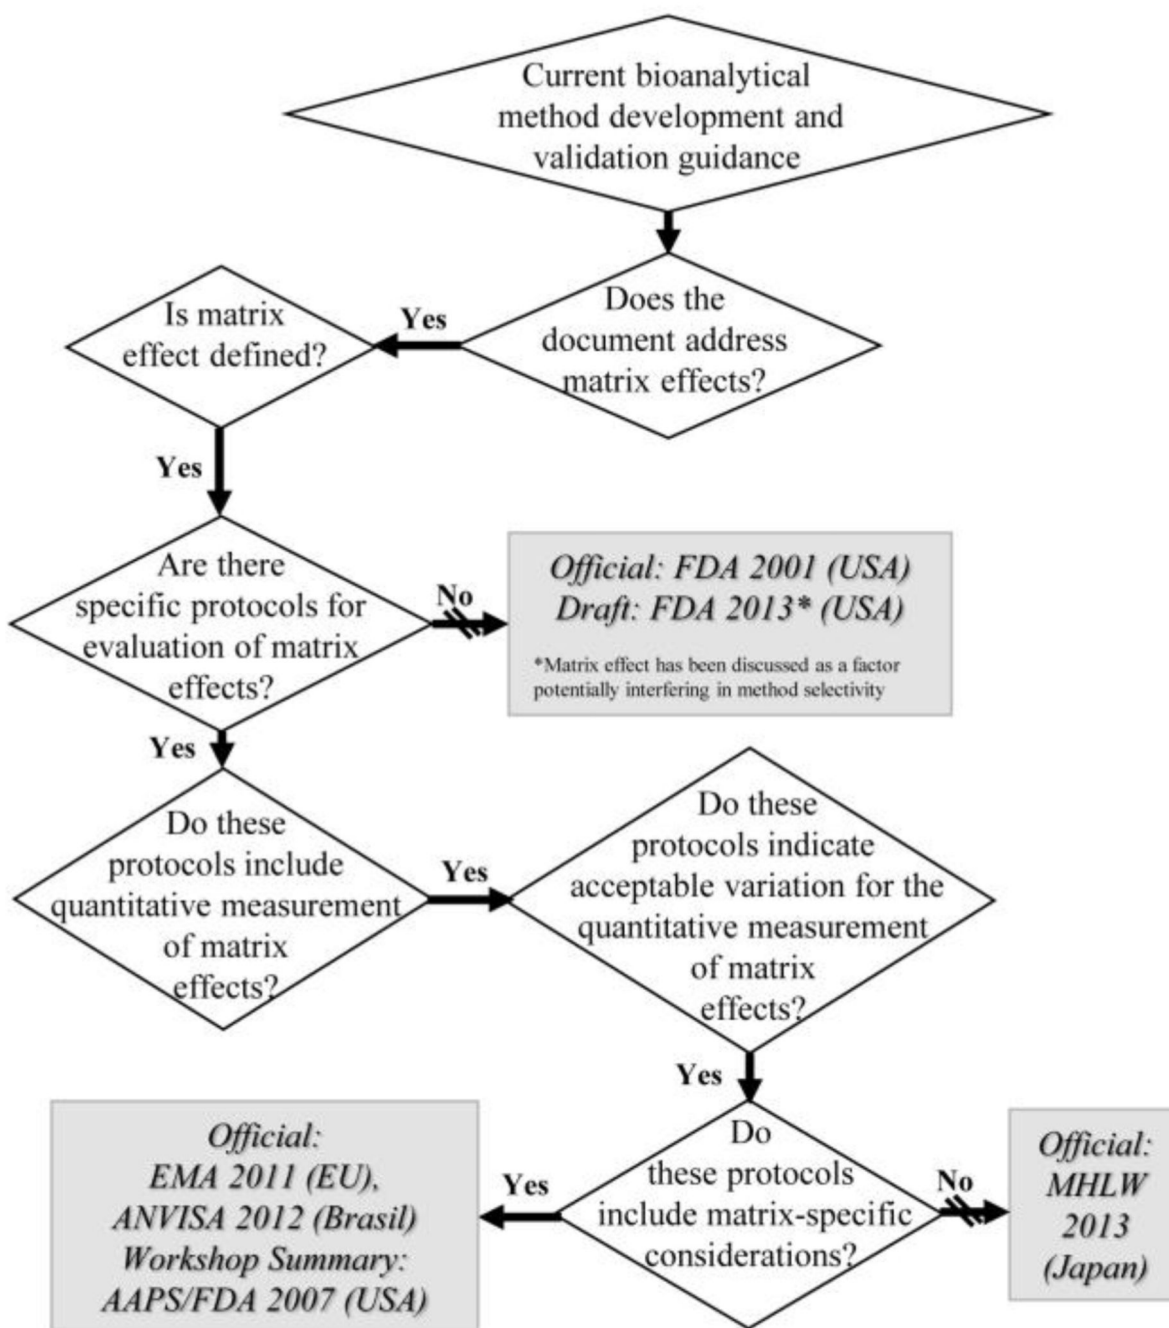 Current bioanalytical
method development and
validation guidance
Does the
document address
matrix effects?
Yes
Is matrix
effect defined?
Yes
Are there
specific protocols for
evaluation of matrix
effects?
No
Official: FDA 2001 (USA)
Draft: FDA 2013* (USA)
*Matrix effect has been discussed as a factor
potentially interfering in method selectivity
Yes
Do these
protocols include
quantitative measurement
of matrix
effects?
Yes
Do these
protocols indicate
acceptable variation for the
quantitative measurement
of matrix
effects?
Yes
Do
these protocols
include matrix-specific
considerations?
Yes
Official:
EMA 2011 (EU),
ANVISA 2012 (Brasil)
Workshop Summary:
AAPS/FDA 2007 (USA)
No
Official:
MHLW
2013
(Japan)